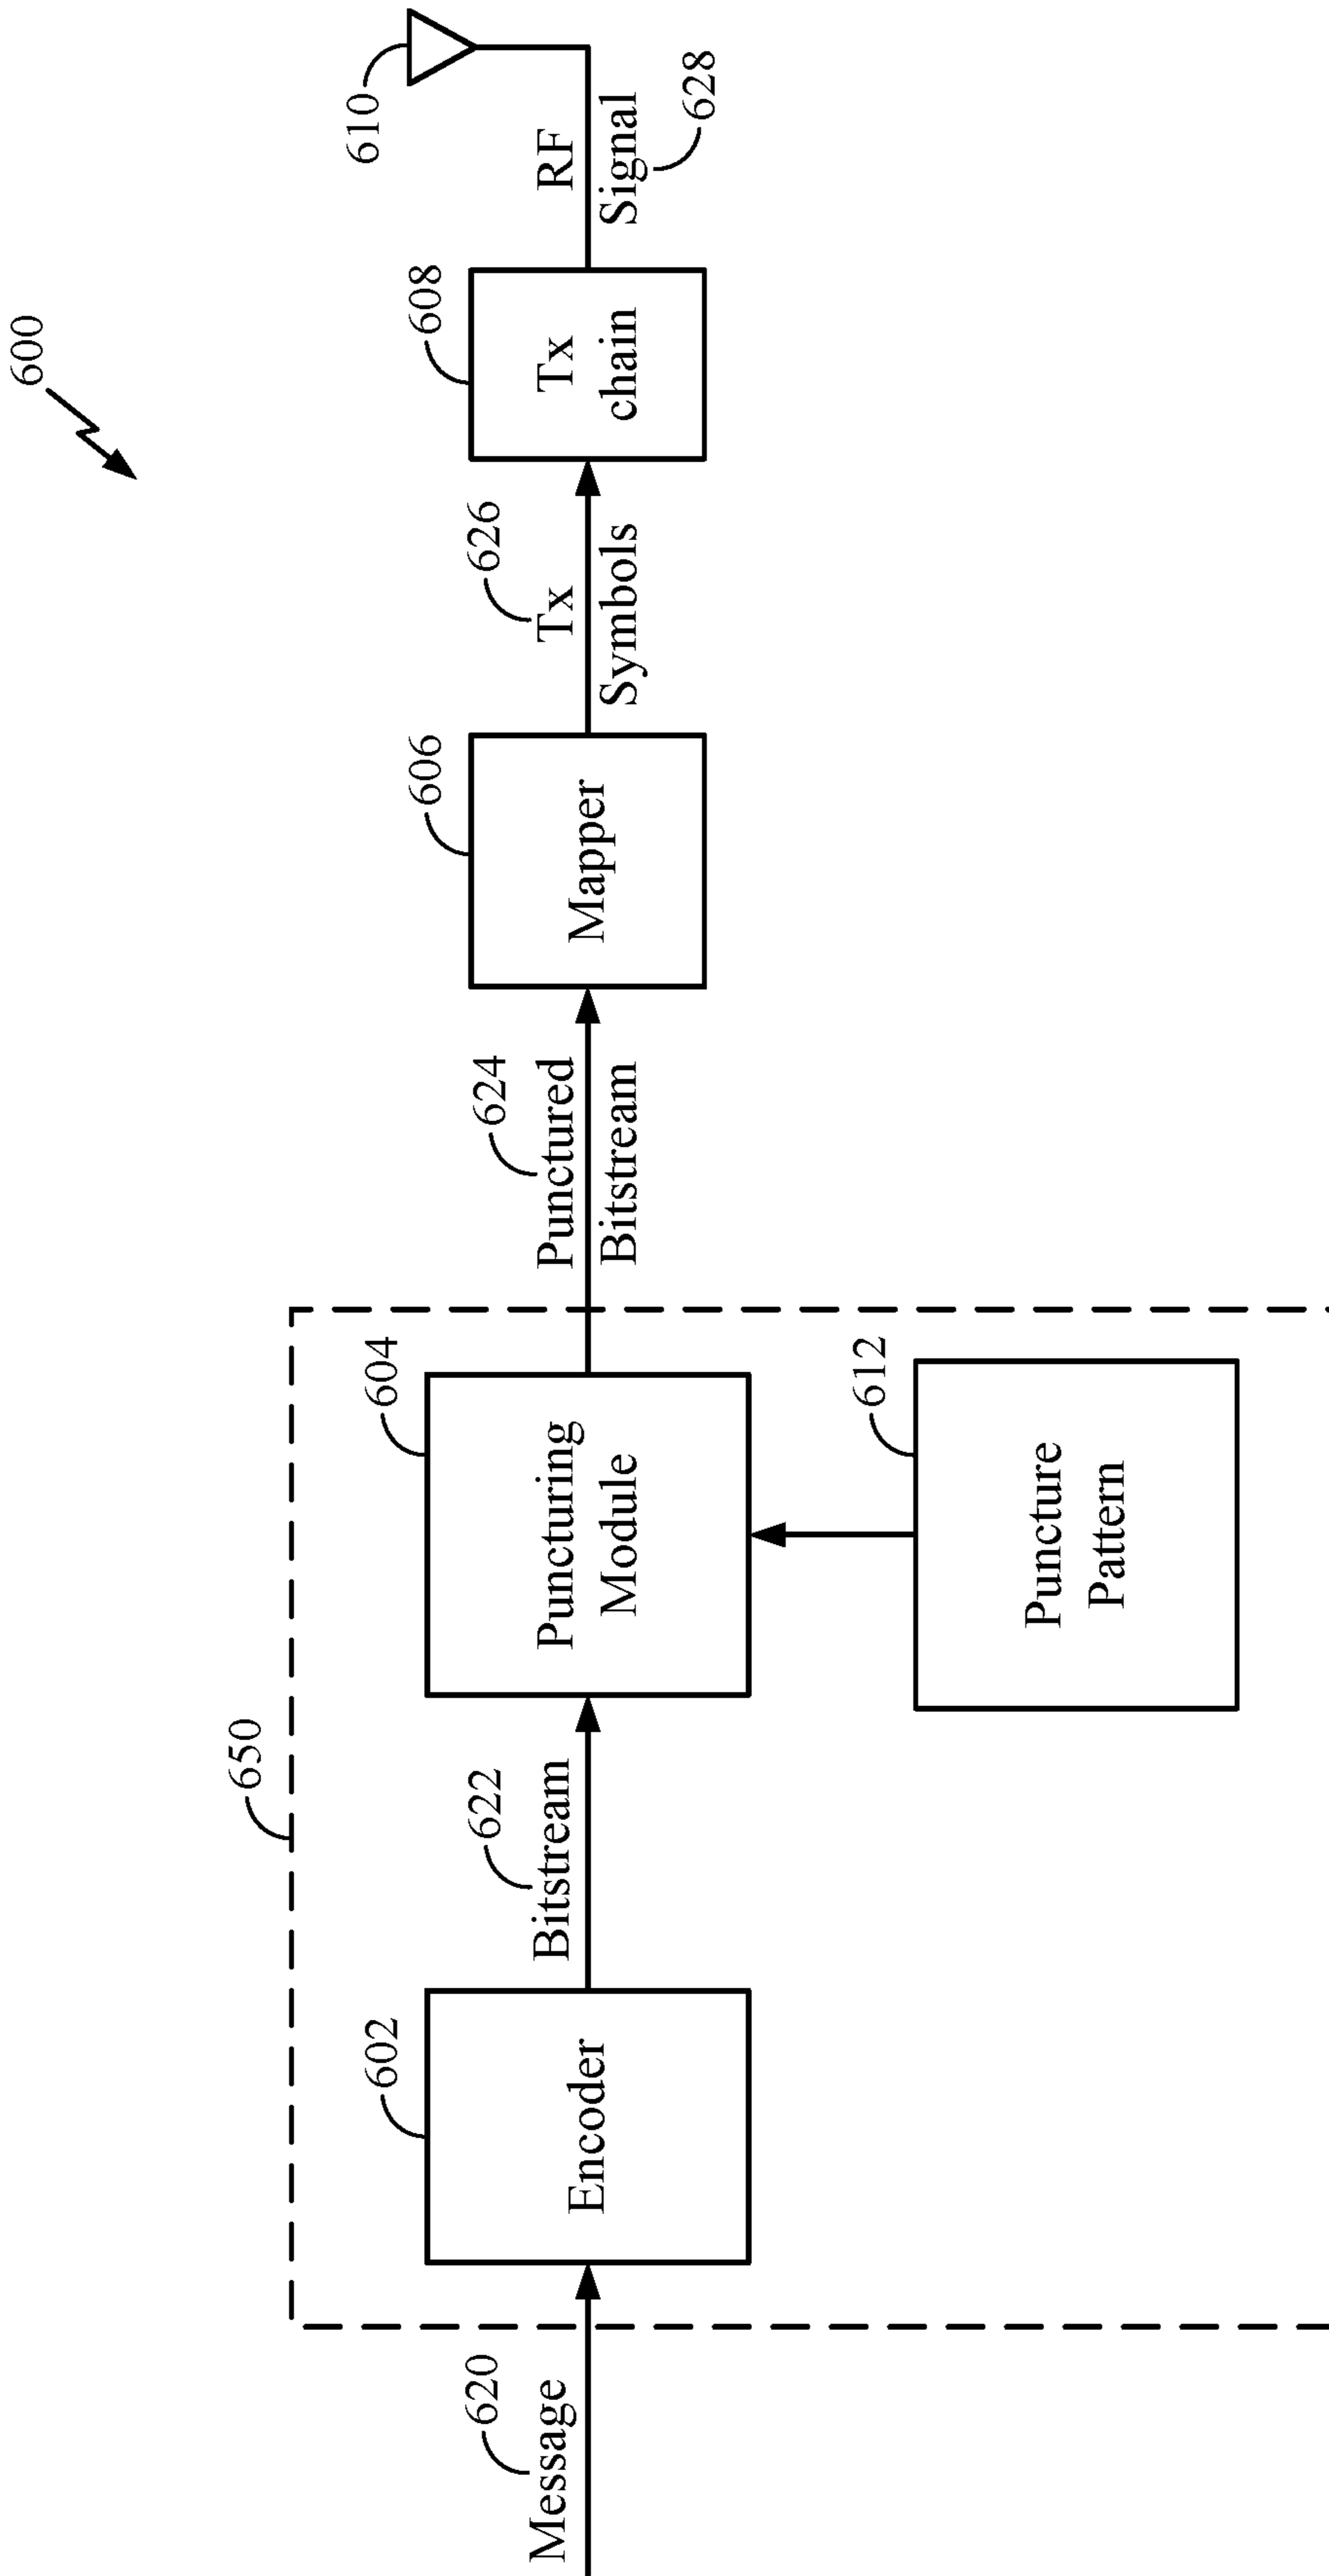 600
650
Message
620
Encoder
602
Bitstream
622
Puncturing
Module
604
Puncture
Pattern
612
Punctured
Bitstream
624
Mapper
606
Tx
Symbols
626
Tx
chain
608
RF
Signal
628
610